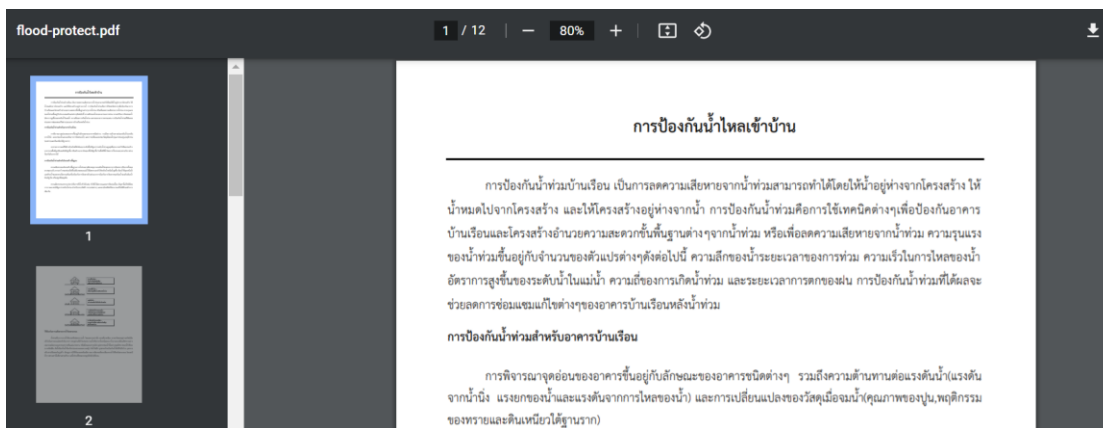 flood-protect.pdf
1 / 12
80%
การป้องกันน้ำไหลเข้าบ้าน
การป้องกันน้ำท่วมบ้านเรือน เป็นการลดความเสียหายจากน้ำท่วมสามารถทำได้โดยให้น้ำอยู่ห่างจากโครงสร้าง ให้
น้ำหมดไปจากโครงสร้าง และให้โครงสร้างอยู่ห่างจากน้ำ การป้องกันน้ำท่วมคือการใช้เทคนิคต่างๆเพื่อป้องกันอาคาร
บ้านเรือนและโครงสร้างอำนวยความสะดวกขั้นพื้นฐานต่างๆจากน้ำท่วม หรือเพื่อลดความเสียหายจากน้ำท่วม ความรุนแรง
ของน้ำท่วมขึ้นอยู่กับจำนวนของตัวแปรต่างๆดังต่อไปนี้ ความลึกของน้ำระยะเวลาของการท่วม ความเร็วในการไหลของน้ำ
อัตราการสูงขึ้นของระดับน้ำในแม่น้ำ ความถี่ของการเกิดน้ำท่วม และระยะเวลาการตกของฝน การป้องกันน้ำท่วมที่ได้ผลจะ
ช่วยลดการซ่อมแซมแก้ไขต่างๆของอาคารบ้านเรือนหลังน้ำท่วม
การป้องกันน้ำท่วมสำหรับอาคารบ้านเรือน
การพิจารณาจุดอ่อนของอาคารขึ้นอยู่กับลักษณะของอาคารชนิดต่างๆ รวมถึงความต้านทานต่อแรงดันน้ำ(แรงดัน
จากน้ำนิ่ง แรงยกของน้ำและแรงดันจากการไหลของน้ำ) และการเปลี่ยนแปลงของวัสดุเมื่อจมน้ำ(คุณภาพของปูน,พฤติกรรม
ของทรายและดินเหนียวใต้ฐานราก)
1
2